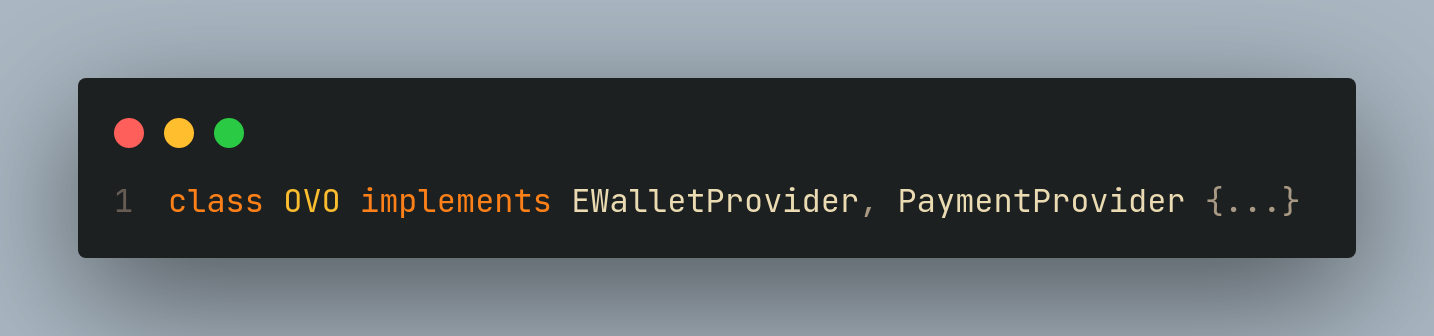 1 class OVO implements EWalletProvider, PaymentProvider {...}